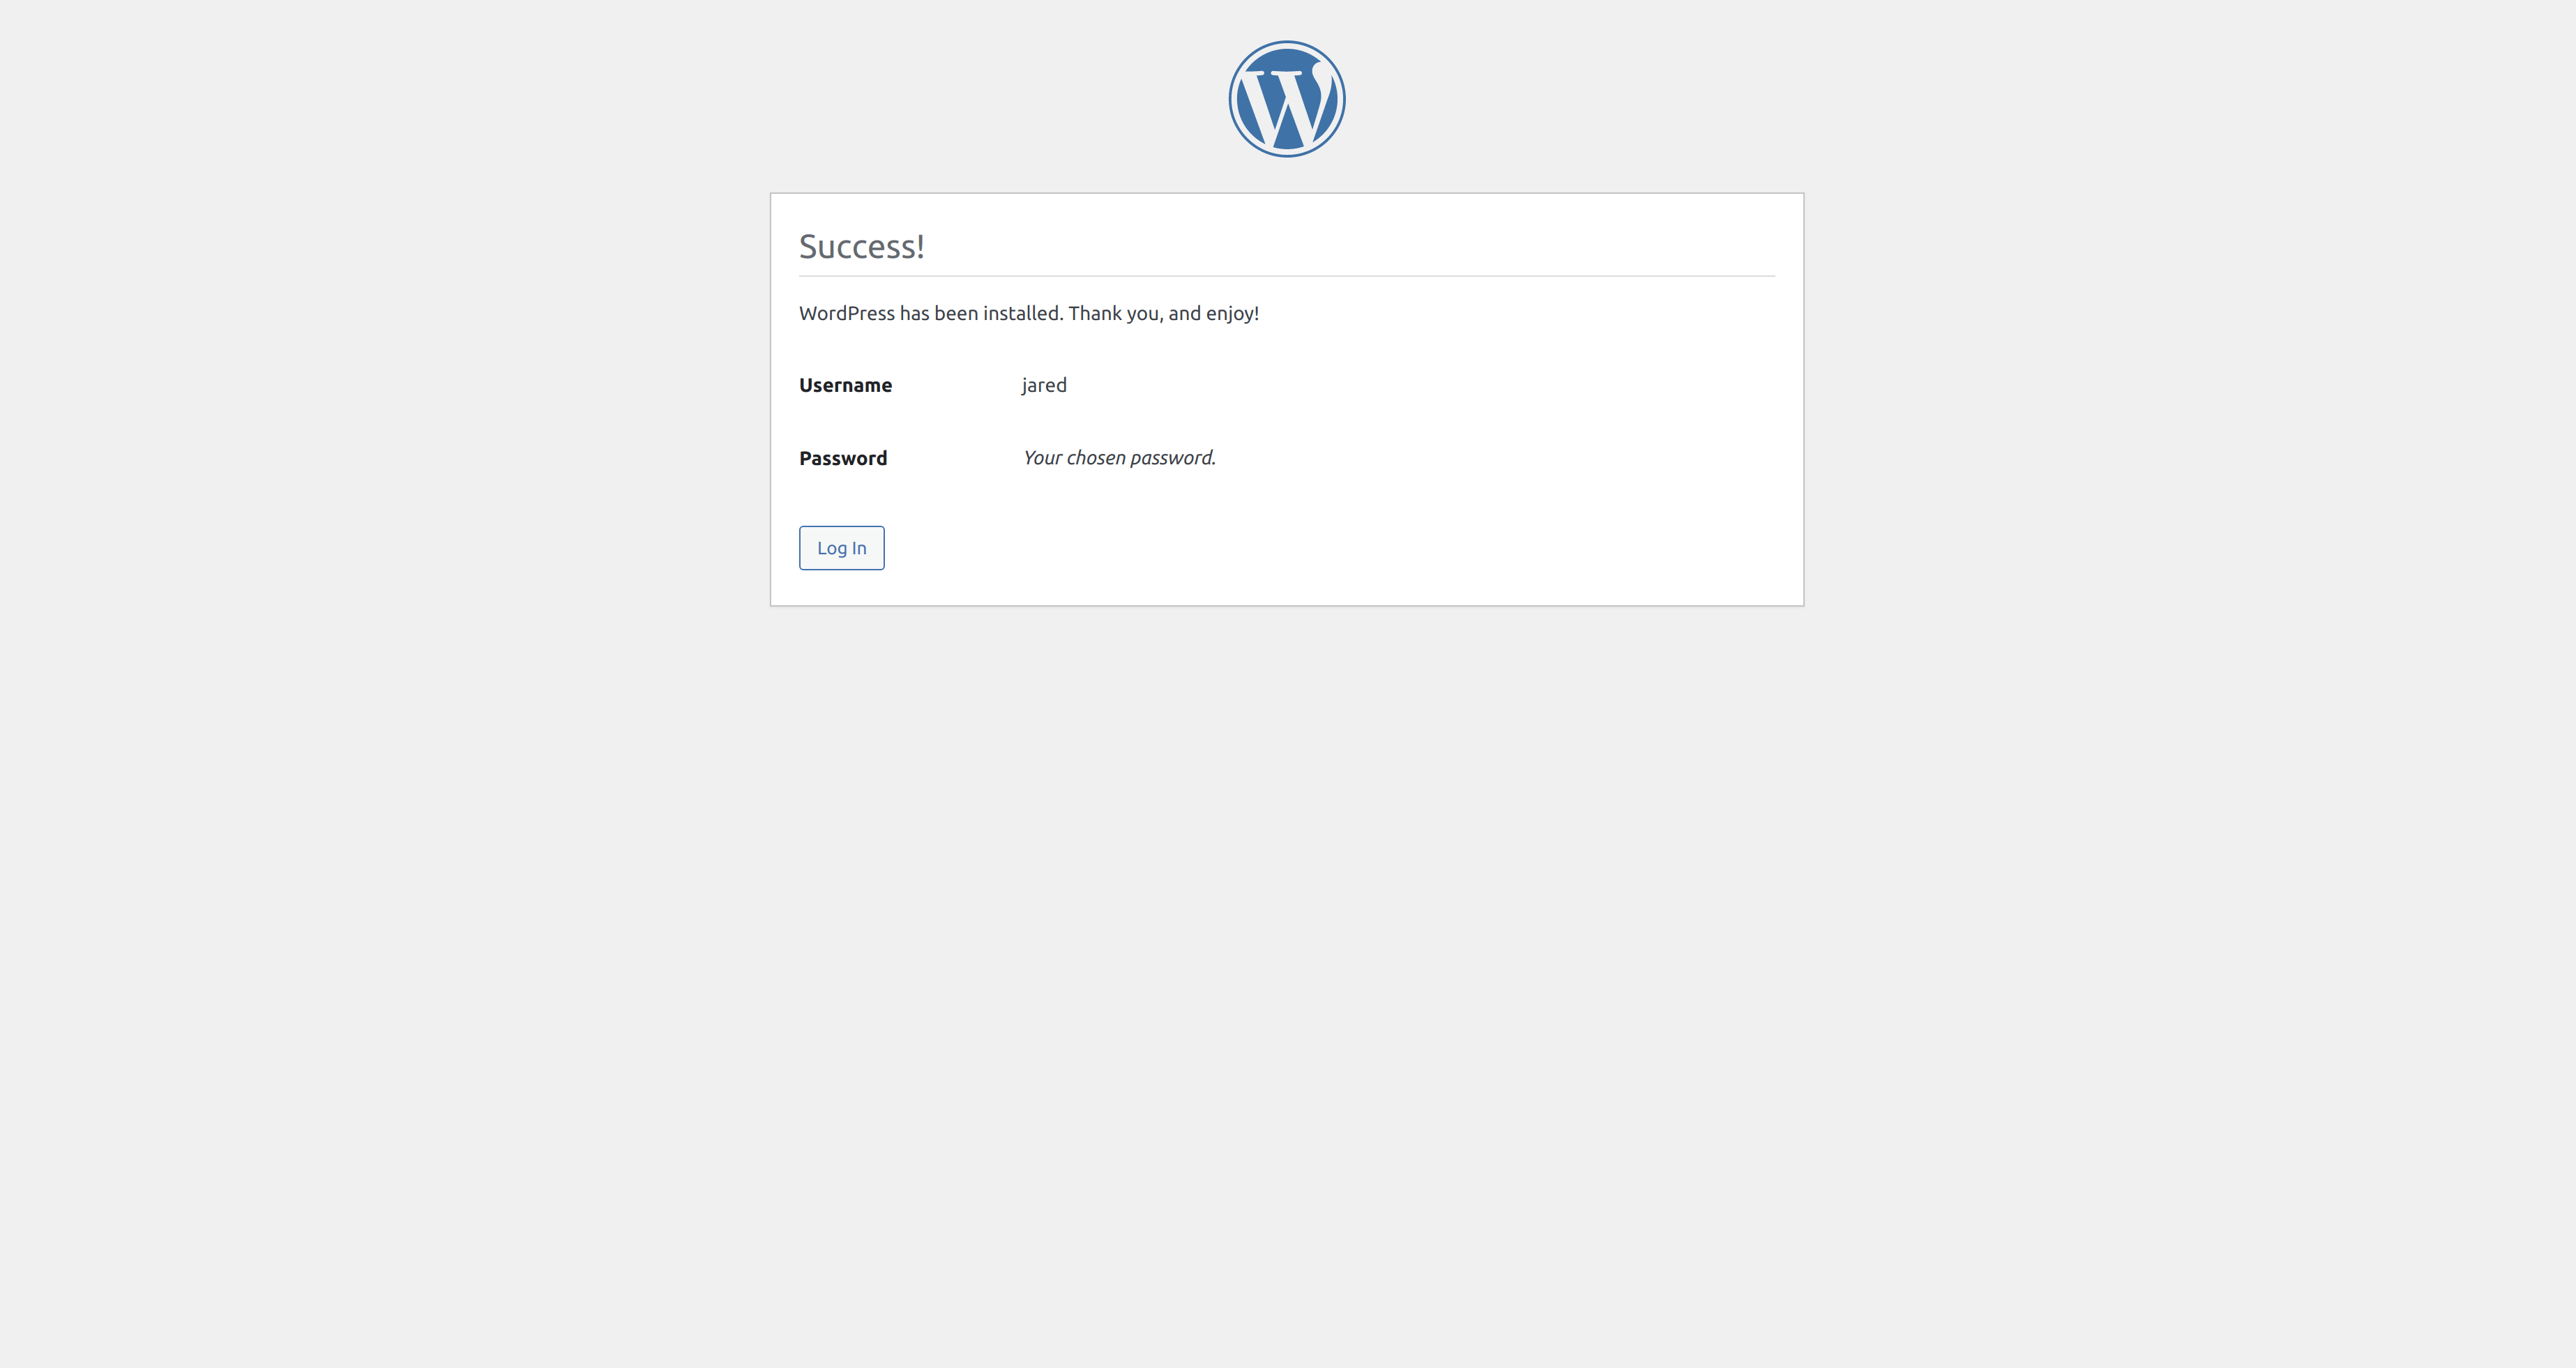 Success!
WordPress has been installed. Thank you, and enjoy!
Username jared
Password Your chosen password.
Log In